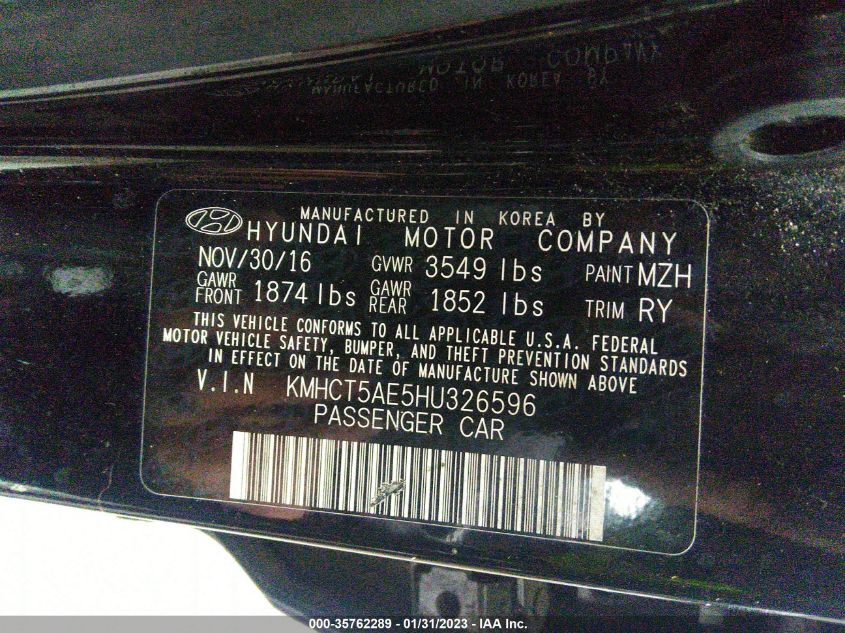 MANUFACTURED IN KOREA BY
HYUNDAI MOTOR COMPANY
NOV/30/16 GVWR 3549 lbs PAINT MZH
GAWR FRONT 1874 lbs GAWR REAR 1852 lbs TRIM RY
THIS VEHICLE CONFORMS TO ALL APPLICABLE U.S.A. FEDERAL
MOTOR VEHICLE SAFETY, BUMPER, AND THEFT PREVENTION STANDARDS
IN EFFECT ON THE DATE OF MANUFACTURE SHOWN ABOVE
V.I.N KMHCT5AE5HU326596
PASSENGER CAR
000-35762289 - 01/31/2023 - IAA Inc.